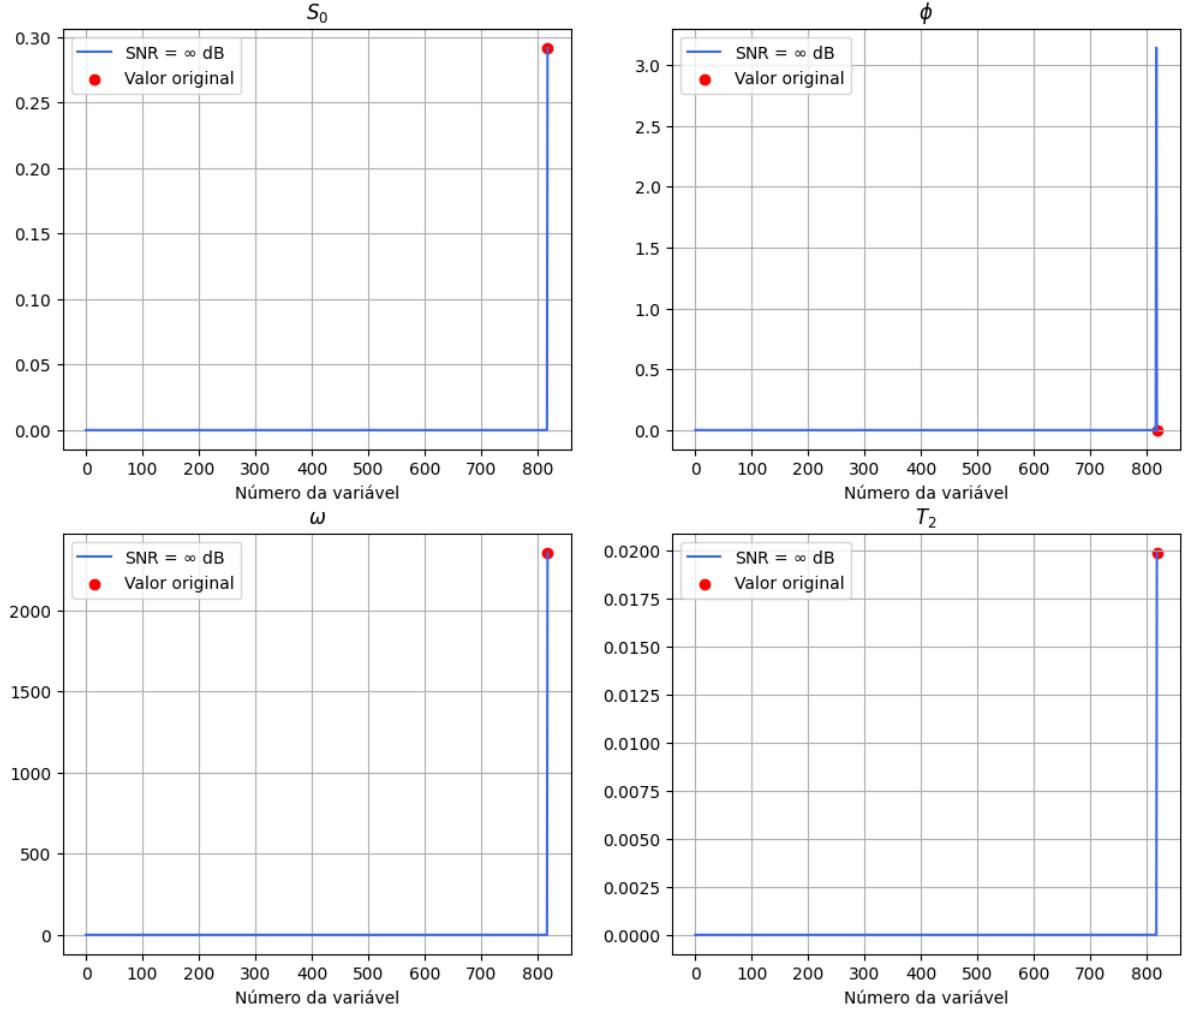 S₀
SNR = ∞ dB
Valor original
0.30
0.25
0.20
0.15
0.10
0.05
0.00
0 100 200 300 400 500 600 700 800
Número da variável
ϕ
SNR = ∞ dB
Valor original
3.0
2.5
2.0
1.5
1.0
0.5
0.0
0 100 200 300 400 500 600 700 800
Número da variável
ω
SNR = ∞ dB
Valor original
2000
1500
1000
500
0
0 100 200 300 400 500 600 700 800
Número da variável
T₂
SNR = ∞ dB
Valor original
0.0200
0.0175
0.0150
0.0125
0.0100
0.0075
0.0050
0.0025
0.0000
0 100 200 300 400 500 600 700 800
Número da variável